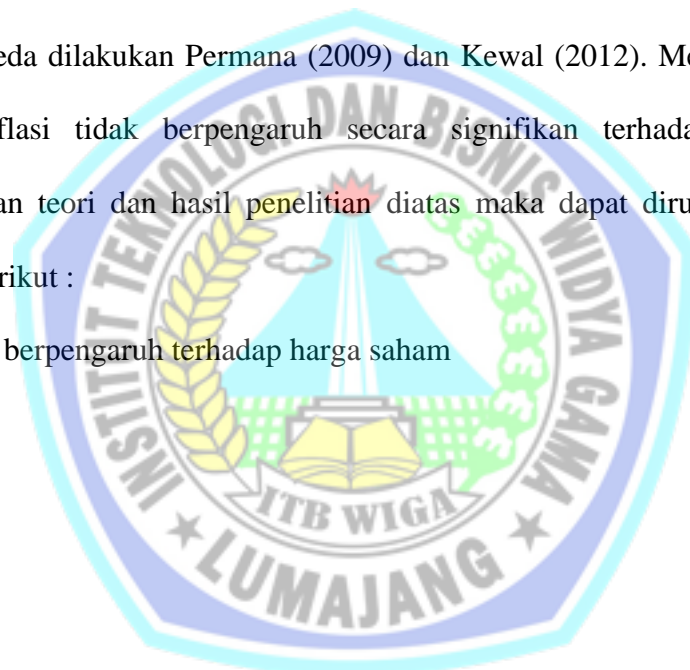 eda dilakukan Permana (2009) dan Kewal (2012). Me
flasi tidak berpengaruh secara signifikan terhada
an teori dan hasil penelitian diatas maka dapat diru
rikut :
berpengaruh terhadap harga saham
INSTITUT TEKNOLOGI DAN BISNIS WIDYA GAMA
ITB WIGA
LUMAJANG